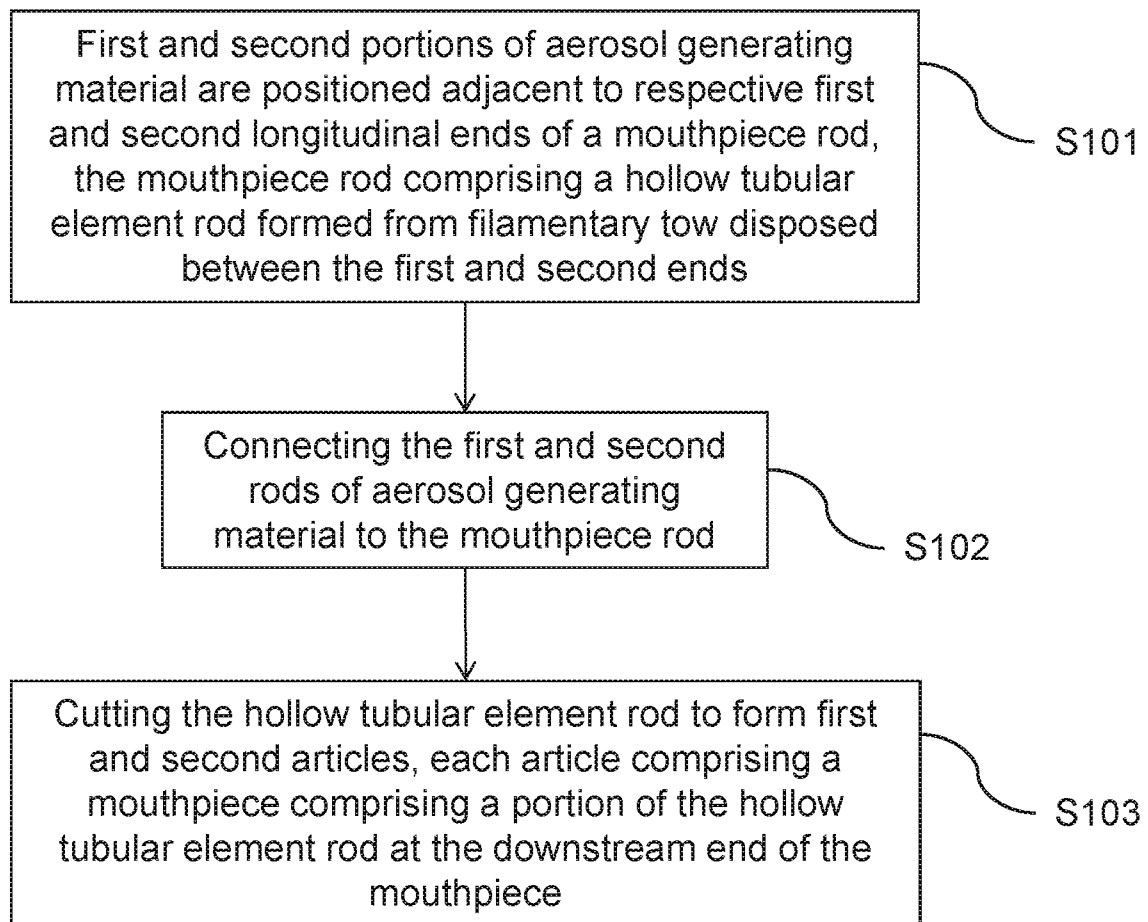 First and second portions of aerosol generating
material are positioned adjacent to respective first
and second longitudinal ends of a mouthpiece rod,
the mouthpiece rod comprising a hollow tubular
element rod formed from filamentary tow disposed
between the first and second ends
S101
Connecting the first and second
rods of aerosol generating
material to the mouthpiece rod
S102
Cutting the hollow tubular element rod to form first
and second articles, each article comprising a
mouthpiece comprising a portion of the hollow
tubular element rod at the downstream end of the
mouthpiece
S103